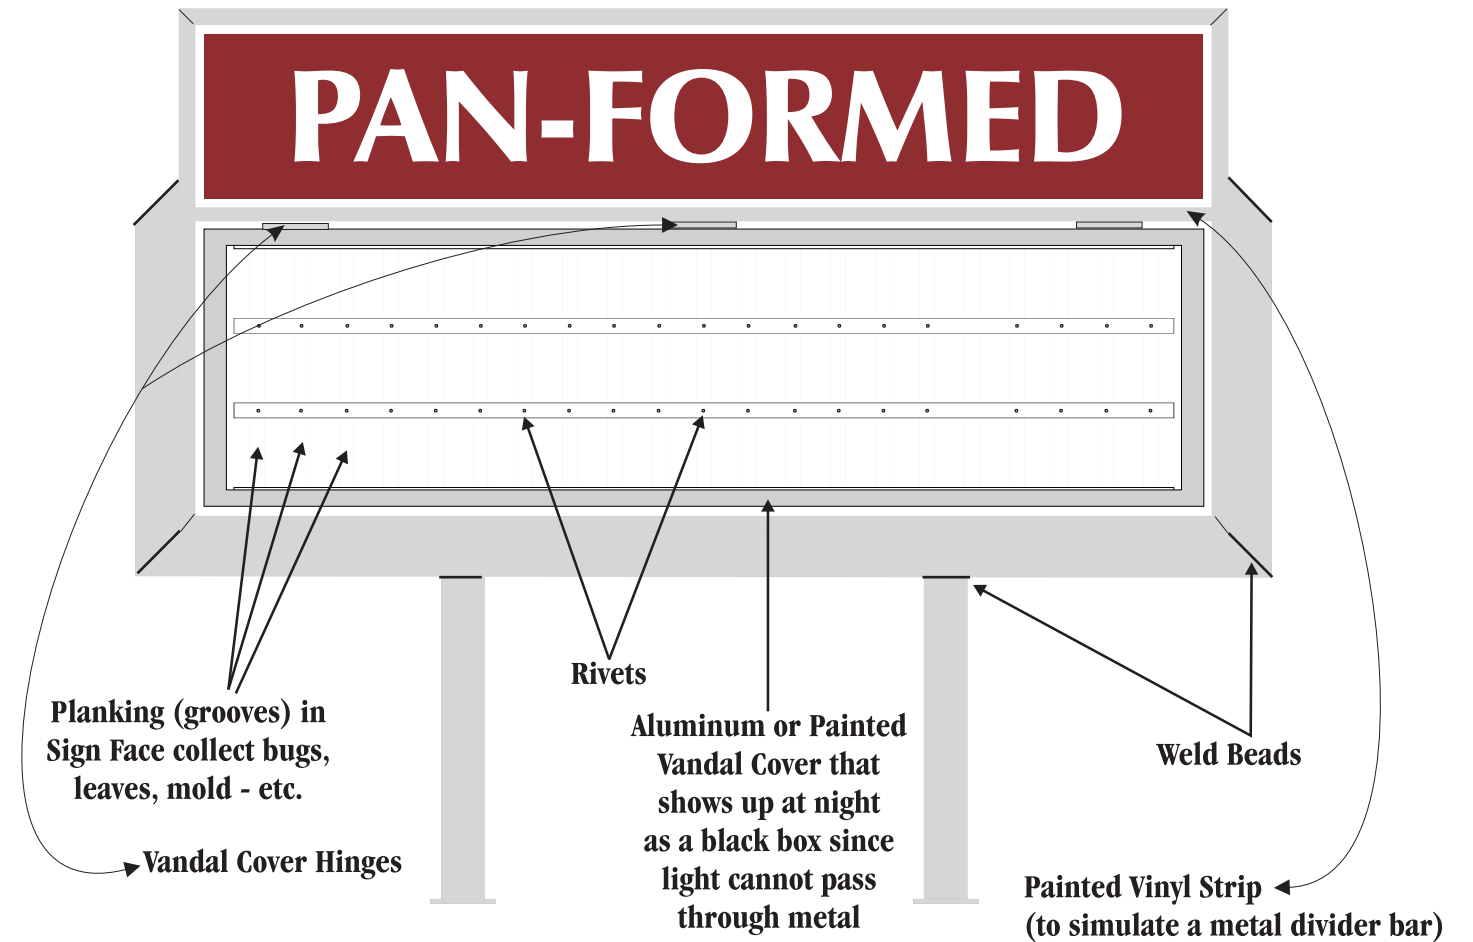 PAN-FORMED
Rivets
Planking (grooves) in
Sign Face collect bugs,
leaves, mold - etc.
Aluminum or Painted
Vandal Cover that
shows up at night
as a black box since
light cannot pass
through metal
Weld Beads
Vandal Cover Hinges
Painted Vinyl Strip
(to simulate a metal divider bar)